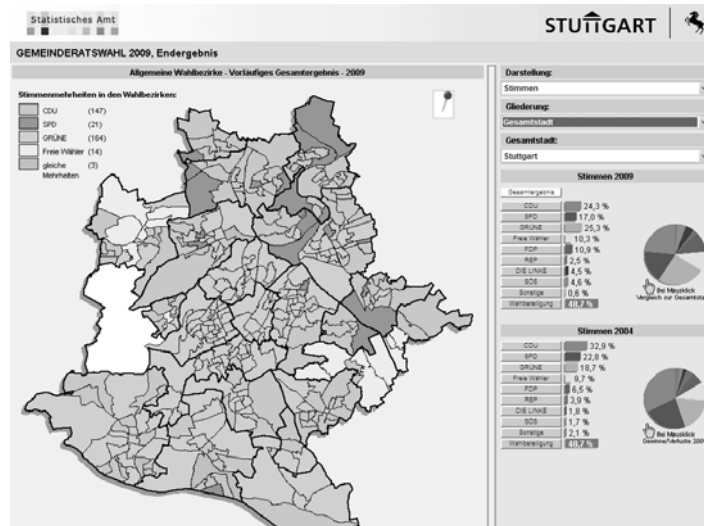 Statistisches Amt
STUTTGART
GEMEINDERATSWAHL 2009, Endergebnis
Allgemeine Wahlbezirke - Vorläufiges Gesamtergebnis - 2009
Stimmenmehrheiten in den Wahlbezirken:
CDU (147)
SPD (21)
GRÜNE (164)
Freie Wähler (14)
gleiche (3)
Mehrheiten
Darstellung:
Stimmen
Gliederung:
Gesamtstadt
Gesamtstadt:
Stuttgart
Stimmen 2009
Gesamtergebnis
CDU 24,3 %
SPD 17,0 %
GRÜNE 25,3 %
Freie Wähler 10,3 %
FDP 10,9 %
REP 2,5 %
DIE LINKE 4,5 %
SÖS 4,6 %
Sonstige 0,6 %
Wahlbeteiligung 48,7 %
Bei Mausklick
Vergleich zur Gesamtsta
Stimmen 2004
CDU 32,9 %
SPD 22,8 %
GRÜNE 18,7 %
Freie Wähler 9,7 %
FDP 6,5 %
REP 3,9 %
DIE LINKE 1,8 %
SÖS 1,7 %
Sonstige 2,1 %
Wahlbeteiligung 48,7 %
Bei Mausklick
Gewinne/Verluste 200